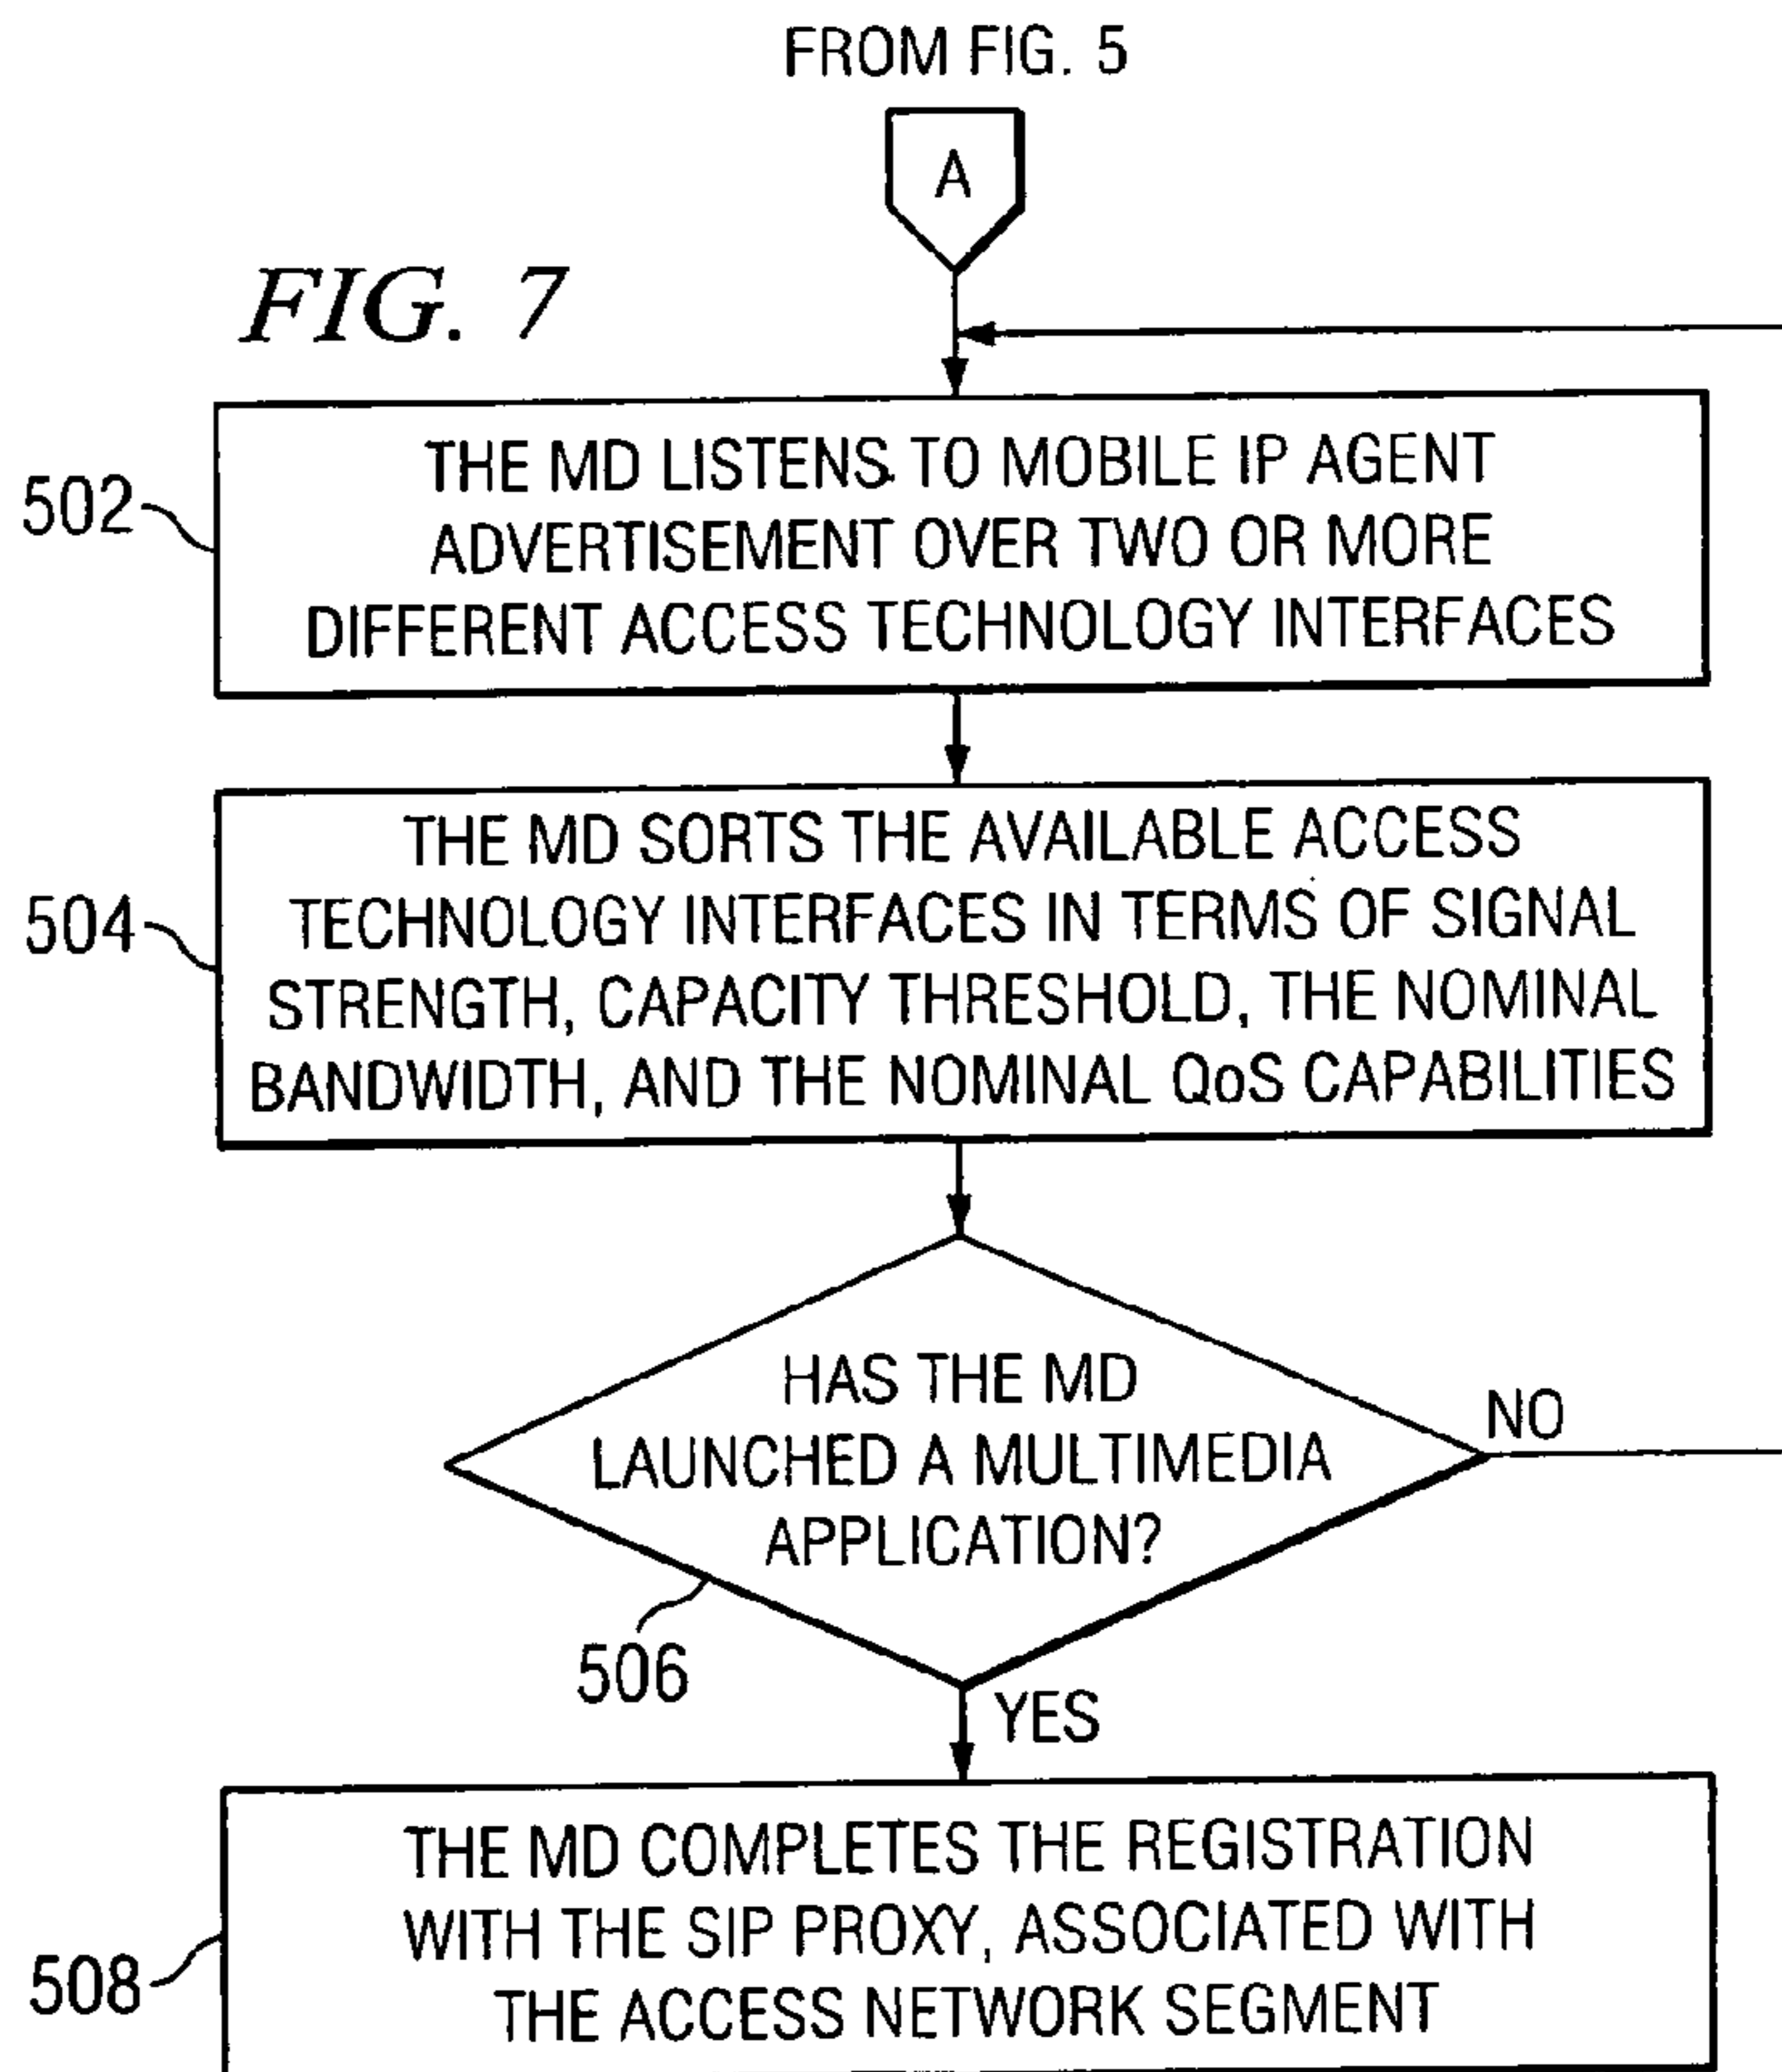 FROM FIG. 5
A
FIG. 7
502
THE MD LISTENS TO MOBILE IP AGENT
ADVERTISEMENT OVER TWO OR MORE
DIFFERENT ACCESS TECHNOLOGY INTERFACES
504
THE MD SORTS THE AVAILABLE ACCESS
TECHNOLOGY INTERFACES IN TERMS OF SIGNAL
STRENGTH, CAPACITY THRESHOLD, THE NOMINAL
BANDWIDTH, AND THE NOMINAL QoS CAPABILITIES
HAS THE MD
LAUNCHED A MULTIMEDIA
APPLICATION?
NO
506
YES
508
THE MD COMPLETES THE REGISTRATION
WITH THE SIP PROXY, ASSOCIATED WITH
THE ACCESS NETWORK SEGMENT